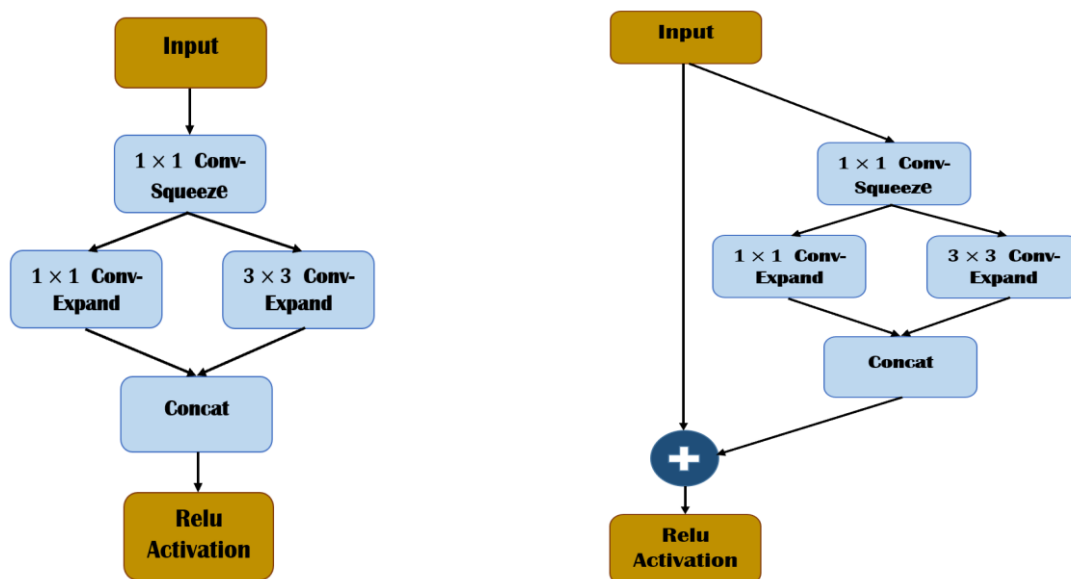 Input
1 × 1 Conv-
Squeeze
1 × 1 Conv-
Expand
3 × 3 Conv-
Expand
Concat
Relu
Activation
Input
1 × 1 Conv-
Squeeze
1 × 1 Conv-
Expand
3 × 3 Conv-
Expand
Concat
Relu
Activation